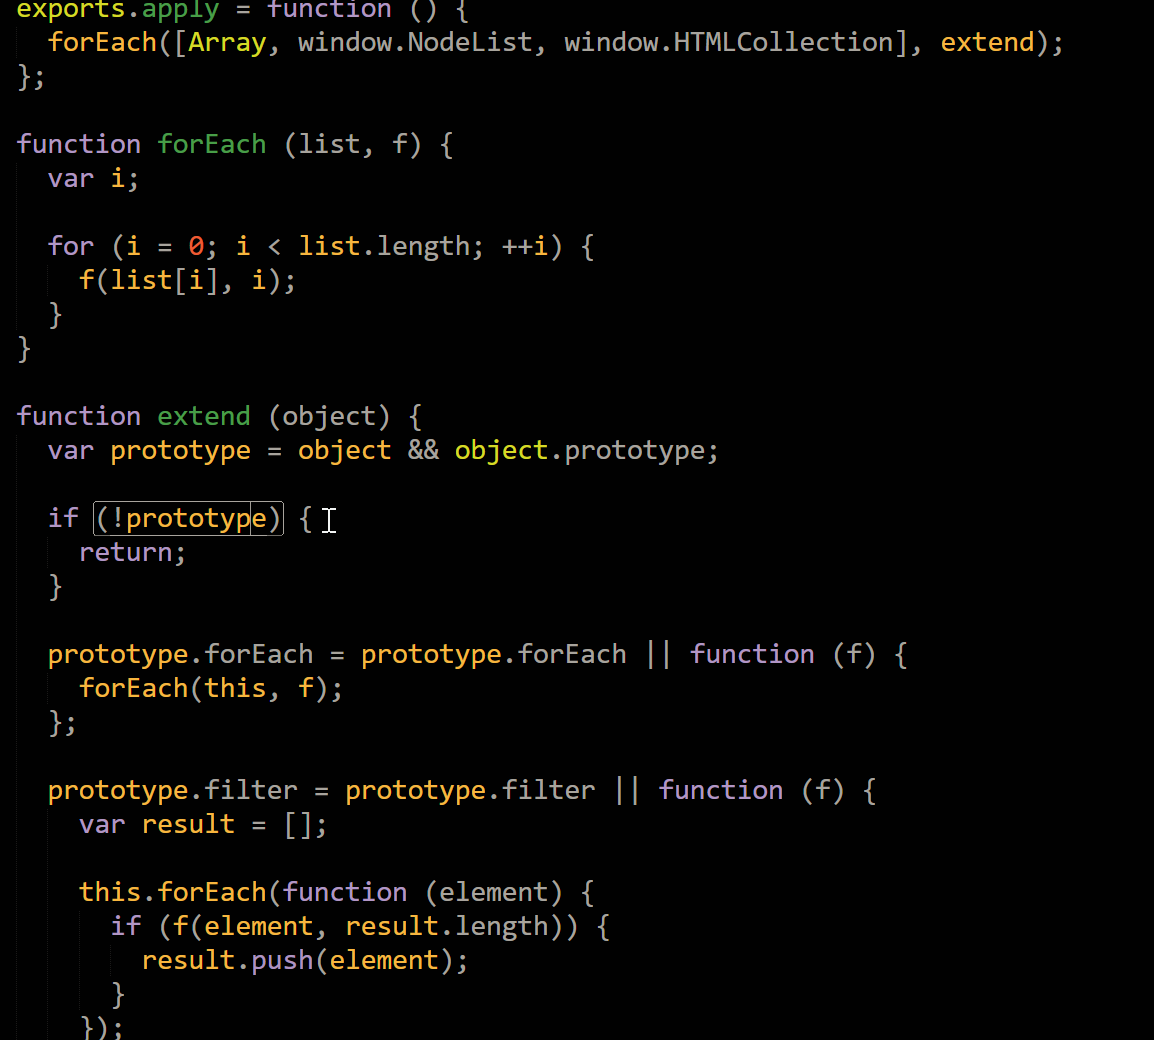 exports.apply = function () {
  forEach([Array, window.NodeList, window.HTMLCollection], extend);
};

function forEach (list, f) {
  var i;

  for (i = 0; i < list.length; ++i) {
    f(list[i], i);
  }
}

function extend (object) {
  var prototype = object && object.prototype;

  if (!prototype) {
    return;
  }

  prototype.forEach = prototype.forEach || function (f) {
    forEach(this, f);
  };

  prototype.filter = prototype.filter || function (f) {
    var result = [];

    this.forEach(function (element) {
      if (f(element, result.length)) {
        result.push(element);
      }
    });